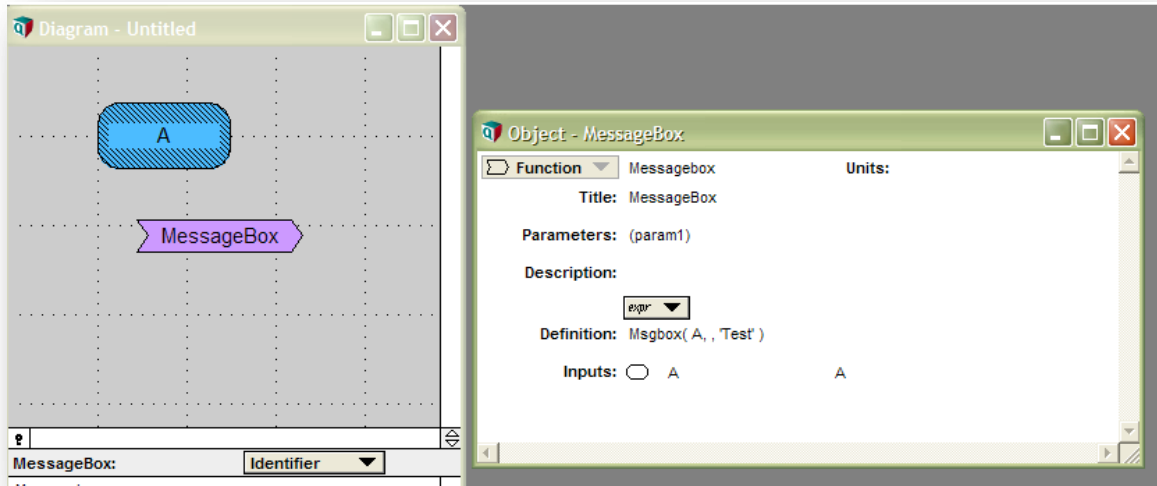 Diagram - Untitled
A
MessageBox
MessageBox:
Identifier
Object - MessageBox
Function Messagebox Units:
Title: MessageBox
Parameters: (param1)
Description:
expr
Definition: Msgbox( A, , 'Test' )
Inputs: A A